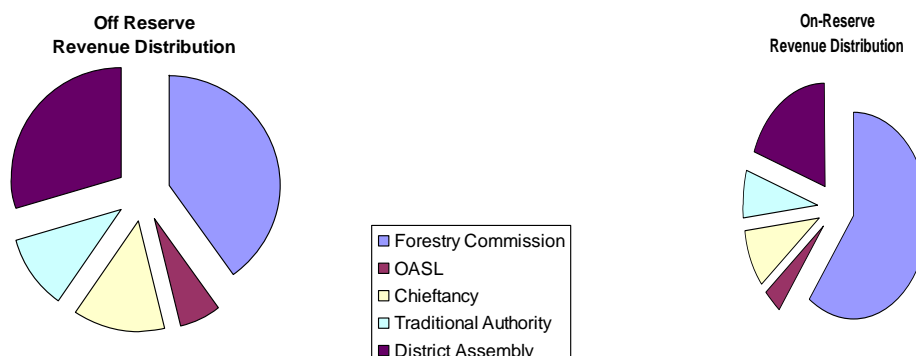 Off Reserve
Revenue Distribution
On-Reserve
Revenue Distribution
Forestry Commission
OASL
Chieftancy
Traditional Authority
District Assembly